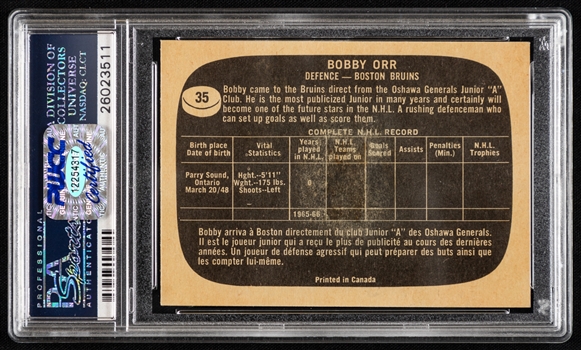 BOBBY ORR
DEFENCE — BOSTON BRUINS
35
Bobby came to the Bruins direct from the Oshawa Generals Junior "A"
Club. He is the most publicized Junior in many years and certainly will
become one of the future stars in the N.H.L. A rushing defenceman who
can set up goals as well as score them.
COMPLETE N.H.L. RECORD
Birth place Date of birth Vital Statistics Years played in N.H.L. N.H.L. Teams played on Goals Scored Assists Penalties (Min.) N.H.L. Trophies
Parry Sound, Ontario March 20/48 Hght.--5'11" Wght.--175 lbs. Shoots--Left 0
1965-66
Bobby arriva à Boston directement du club Junior "A" des Oshawa Generals.
Il est le joueur junior qui a reçu le plus de publicité au cours des dernières
années. Un joueur de défense agressif qui peut préparer des buts ainsi que
les compter lui-même.
Printed in Canada
A DIVISION OF
COLLECTORS
UNIVERSE
NASDAQ: CLCT
26023511
PWCC
12254317
Certified
PSA
PROFESSIONAL
Sports
AUTHENTICATOR